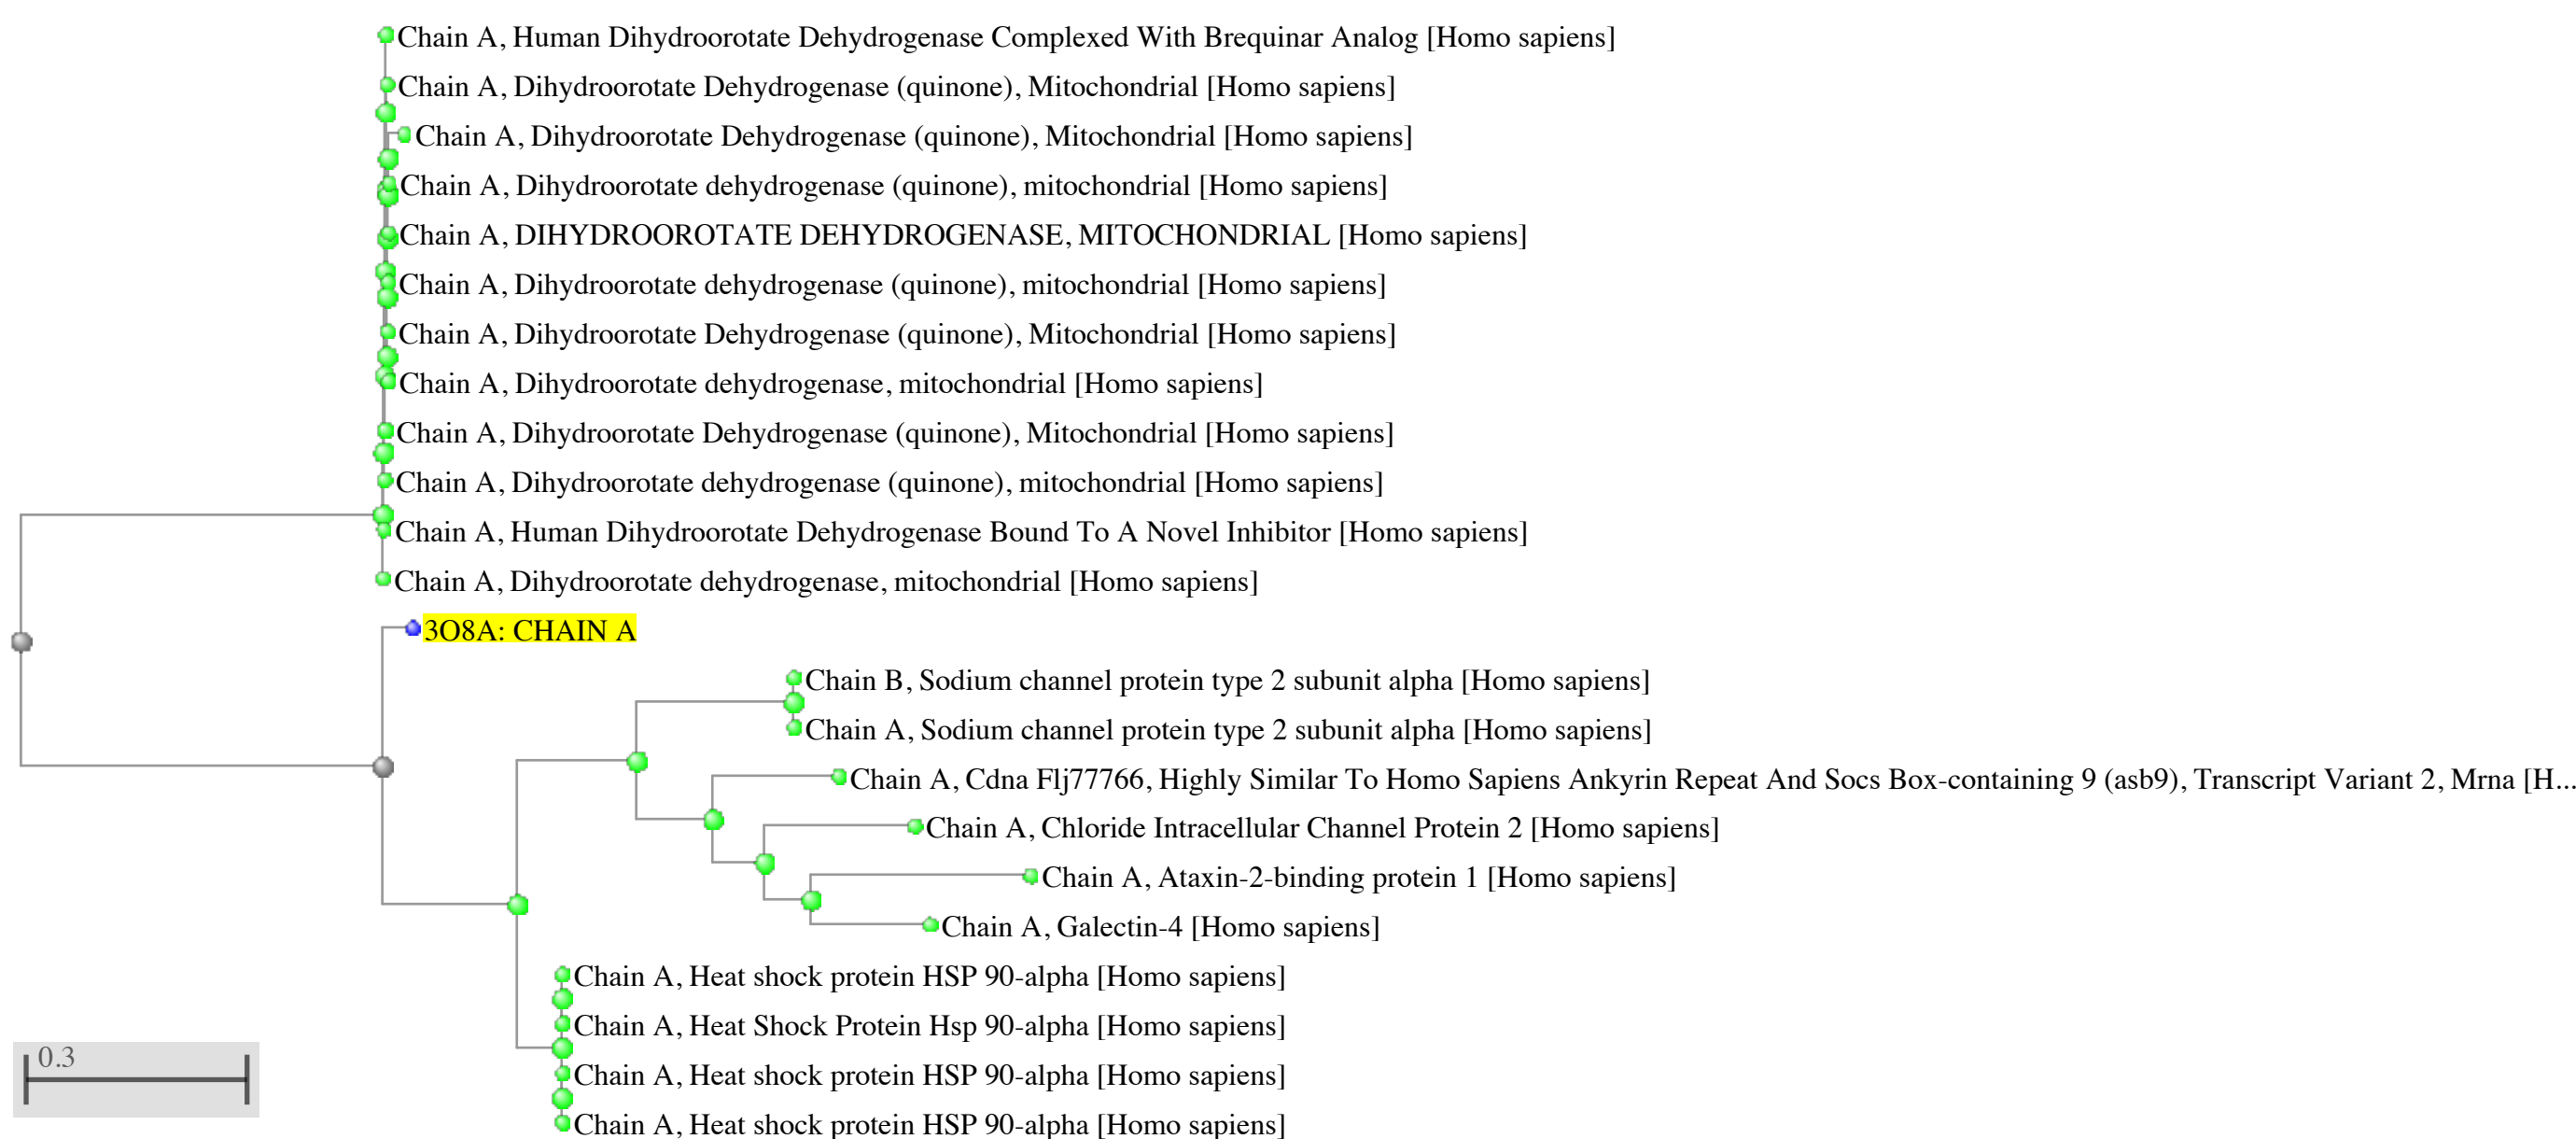 Chain A, Human Dihydroorotate Dehydrogenase Complexed With Brequinar Analog [Homo sapiens]
Chain A, Dihydroorotate Dehydrogenase (quinone), Mitochondrial [Homo sapiens]
Chain A, Dihydroorotate Dehydrogenase (quinone), Mitochondrial [Homo sapiens]
Chain A, Dihydroorotate dehydrogenase (quinone), mitochondrial [Homo sapiens]
Chain A, DIHYDROOROTATE DEHYDROGENASE, MITOCHONDRIAL [Homo sapiens]
Chain A, Dihydroorotate dehydrogenase (quinone), mitochondrial [Homo sapiens]
Chain A, Dihydroorotate Dehydrogenase (quinone), Mitochondrial [Homo sapiens]
Chain A, Dihydroorotate dehydrogenase, mitochondrial [Homo sapiens]
Chain A, Dihydroorotate Dehydrogenase (quinone), Mitochondrial [Homo sapiens]
Chain A, Dihydroorotate dehydrogenase (quinone), mitochondrial [Homo sapiens]
Chain A, Human Dihydroorotate Dehydrogenase Bound To A Novel Inhibitor [Homo sapiens]
Chain A, Dihydroorotate dehydrogenase, mitochondrial [Homo sapiens]
3O8A: CHAIN A
Chain B, Sodium channel protein type 2 subunit alpha [Homo sapiens]
Chain A, Sodium channel protein type 2 subunit alpha [Homo sapiens]
Chain A, Cdna Flj77766, Highly Similar To Homo Sapiens Ankyrin Repeat And Socs Box-containing 9 (asb9), Transcript Variant 2, Mrna [H...
Chain A, Chloride Intracellular Channel Protein 2 [Homo sapiens]
Chain A, Ataxin-2-binding protein 1 [Homo sapiens]
Chain A, Galectin-4 [Homo sapiens]
Chain A, Heat shock protein HSP 90-alpha [Homo sapiens]
Chain A, Heat Shock Protein Hsp 90-alpha [Homo sapiens]
Chain A, Heat shock protein HSP 90-alpha [Homo sapiens]
Chain A, Heat shock protein HSP 90-alpha [Homo sapiens]
0.3